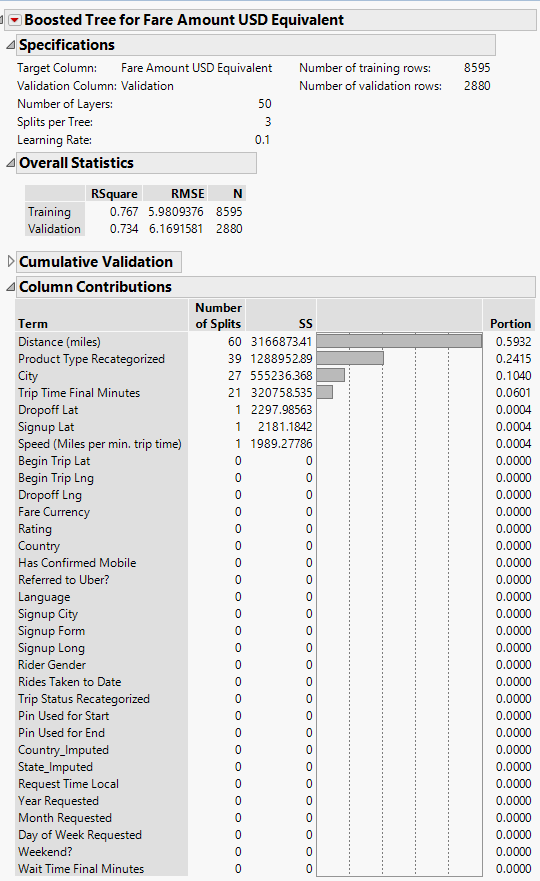 Boosted Tree for Fare Amount USD Equivalent
Specifications
Target Column: Fare Amount USD Equivalent Number of training rows: 8595
Validation Column: Validation Number of validation rows: 2880
Number of Layers: 50
Splits per Tree: 3
Learning Rate: 0.1
Overall Statistics
RSquare RMSE N
Training 0.767 5.9809376 8595
Validation 0.734 6.1691581 2880
Cumulative Validation
Column Contributions
Number
Term of Splits SS Portion
Distance (miles) 60 3166873.41 0.5932
Product Type Recategorized 39 1288952.89 0.2415
City 27 555236.368 0.1040
Trip Time Final Minutes 21 320758.535 0.0601
Dropoff Lat 1 2297.98563 0.0004
Signup Lat 1 2181.1842 0.0004
Speed (Miles per min. trip time) 1 1989.27786 0.0004
Begin Trip Lat 0 0 0.0000
Begin Trip Lng 0 0 0.0000
Dropoff Lng 0 0 0.0000
Fare Currency 0 0 0.0000
Rating 0 0 0.0000
Country 0 0 0.0000
Has Confirmed Mobile 0 0 0.0000
Referred to Uber? 0 0 0.0000
Language 0 0 0.0000
Signup City 0 0 0.0000
Signup Form 0 0 0.0000
Signup Long 0 0 0.0000
Rider Gender 0 0 0.0000
Rides Taken to Date 0 0 0.0000
Trip Status Recategorized 0 0 0.0000
Pin Used for Start 0 0 0.0000
Pin Used for End 0 0 0.0000
Country_Imputed 0 0 0.0000
State_Imputed 0 0 0.0000
Request Time Local 0 0 0.0000
Year Requested 0 0 0.0000
Month Requested 0 0 0.0000
Day of Week Requested 0 0 0.0000
Weekend? 0 0 0.0000
Wait Time Final Minutes 0 0 0.0000